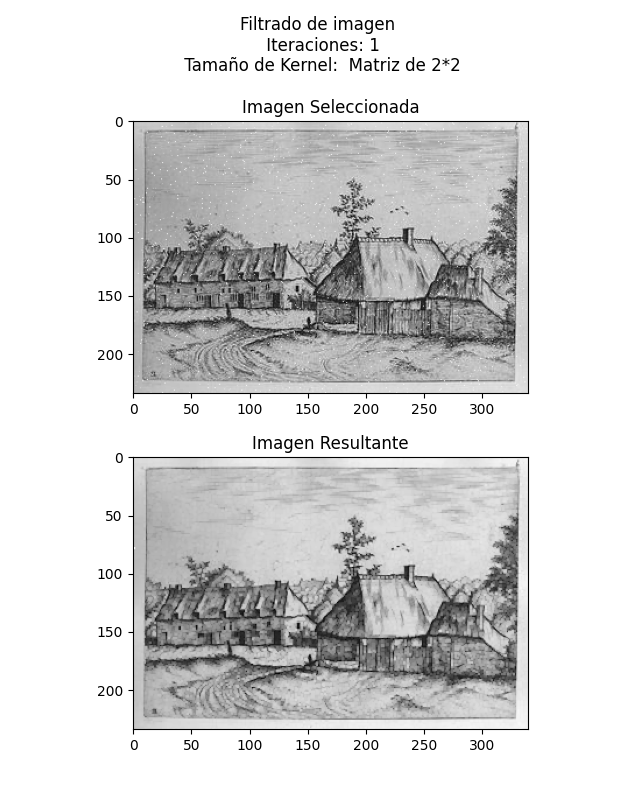 Filtrado de imagen
Iteraciones: 1
Tamaño de Kernel:  Matriz de 2*2
Imagen Seleccionada
0
50
100
150
200
0 50 100 150 200 250 300
Imagen Resultante
0
50
100
150
200
0 50 100 150 200 250 300